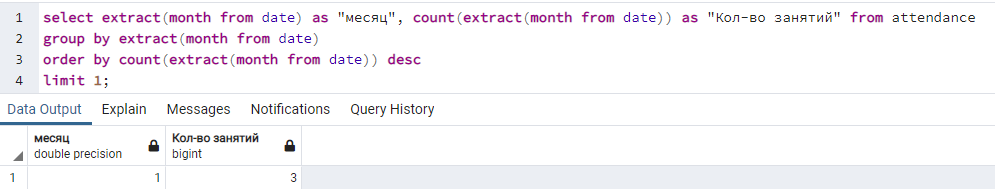 1 select extract(month from date) as "месяц", count(extract(month from date)) as "Кол-во занятий" from attendance
2 group by extract(month from date)
3 order by count(extract(month from date)) desc
4 limit 1;
Data Output Explain Messages Notifications Query History
месяц Кол-во занятий
double precision bigint
1 1 3